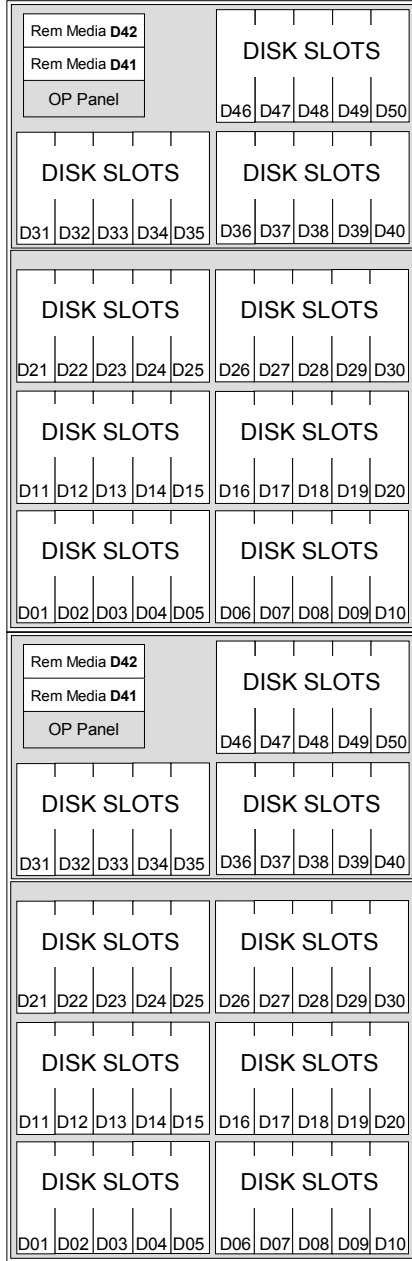 Rem Media D42
Rem Media D41
OP Panel
DISK SLOTS
D46 D47 D48 D49 D50
DISK SLOTS DISK SLOTS
D31 D32 D33 D34 D35 D36 D37 D38 D39 D40
DISK SLOTS DISK SLOTS
D21 D22 D23 D24 D25 D26 D27 D28 D29 D30
DISK SLOTS DISK SLOTS
D11 D12 D13 D14 D15 D16 D17 D18 D19 D20
DISK SLOTS DISK SLOTS
D01 D02 D03 D04 D05 D06 D07 D08 D09 D10
Rem Media D42
Rem Media D41
OP Panel
DISK SLOTS
D46 D47 D48 D49 D50
DISK SLOTS DISK SLOTS
D31 D32 D33 D34 D35 D36 D37 D38 D39 D40
DISK SLOTS DISK SLOTS
D21 D22 D23 D24 D25 D26 D27 D28 D29 D30
DISK SLOTS DISK SLOTS
D11 D12 D13 D14 D15 D16 D17 D18 D19 D20
DISK SLOTS DISK SLOTS
D01 D02 D03 D04 D05 D06 D07 D08 D09 D10